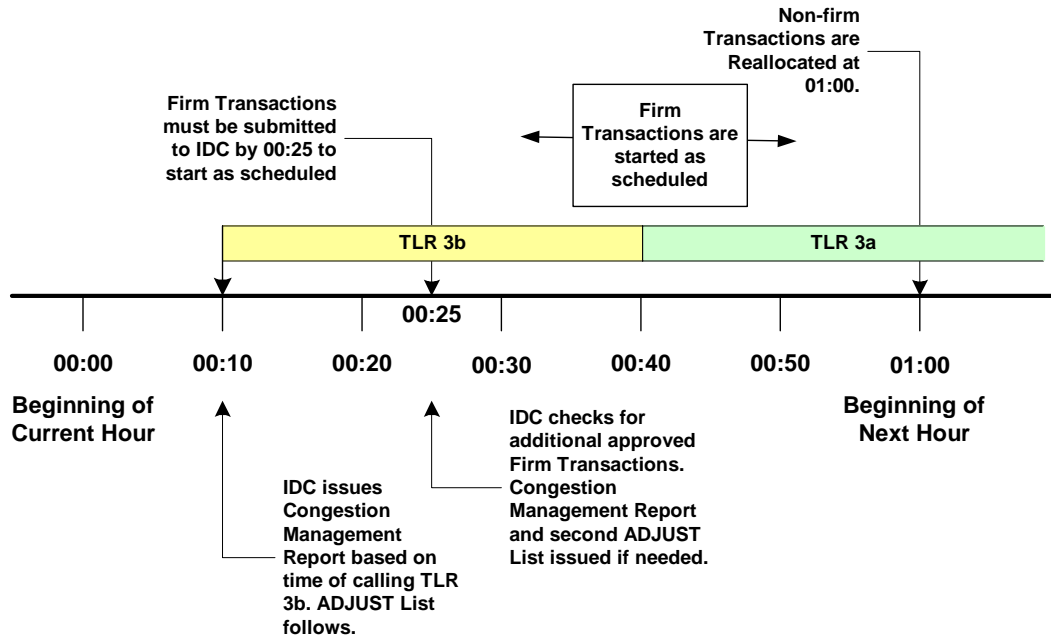 Non-firm
Transactions are
Reallocated at
01:00.
Firm Transactions
must be submitted
to IDC by 00:25 to
start as scheduled
Firm
Transactions are
started as
scheduled
TLR 3b
TLR 3a
00:25
00:00
00:10
00:20
00:30
00:40
00:50
01:00
Beginning of
Current Hour
Beginning of
Next Hour
IDC issues
Congestion
Management
Report based on
time of calling TLR
3b. ADJUST List
follows.
IDC checks for
additional approved
Firm Transactions.
Congestion
Management Report
and second ADJUST
List issued if needed.